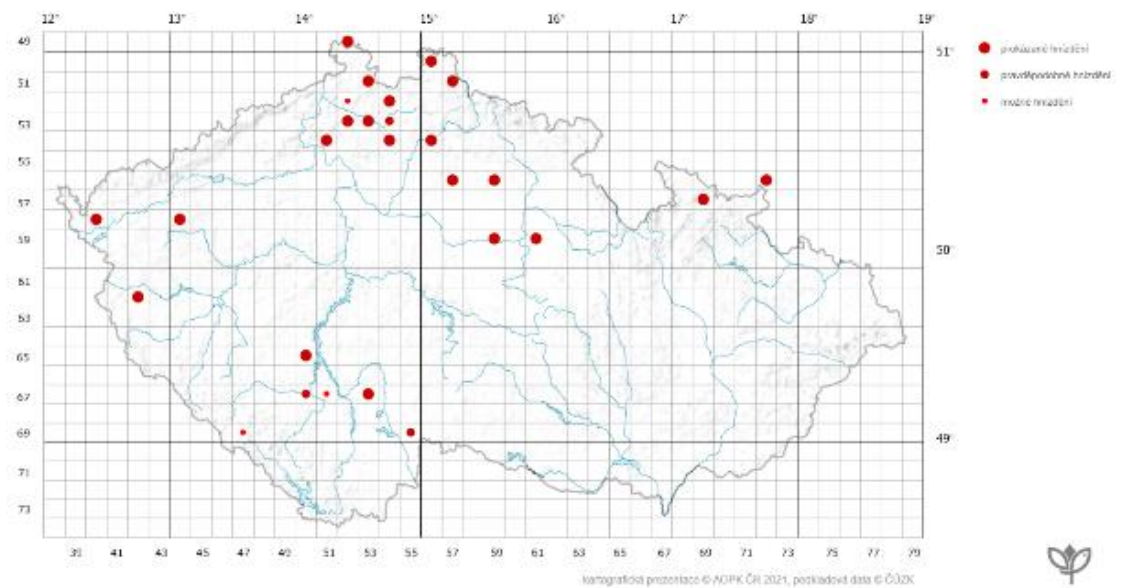 12° 13° 14° 15° 16° 17° 18° 19°
49 51°
51
53
55
57
59 50°
61
63
65
67
69 49°
71
73
39 41 43 45 47 49 51 53 55 57 59 61 63 65 67 69 71 73 75 77 79
prokázané hnízdění
pravděpodobné hnízdění
možné hnízdění
kartografická prezentace © AOPK ČR 2021, podkladová data © ČÚZK